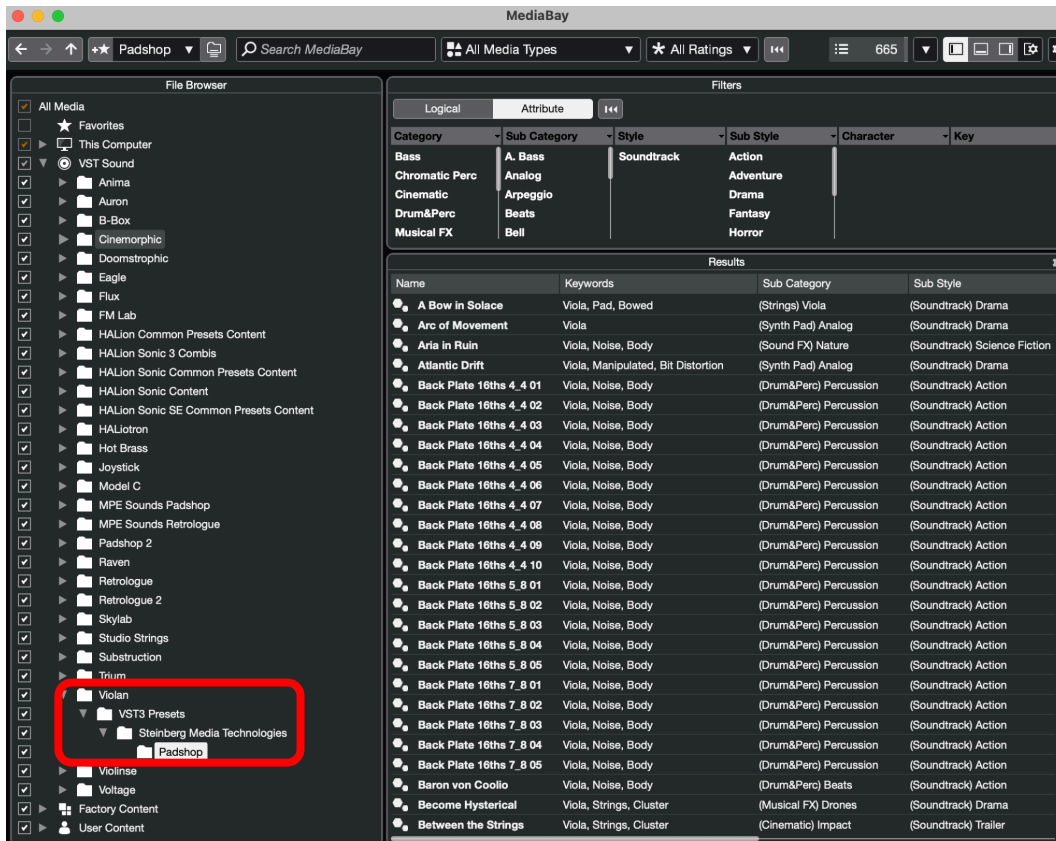 MediaBay
Padshop
Search MediaBay
All Media Types
All Ratings
665
File Browser
All Media
Favorites
This Computer
VST Sound
Anima
Auron
B-Box
Cinemorphic
Doomstrophic
Eagle
Flux
FM Lab
HALion Common Presets Content
HALion Sonic 3 Combis
HALion Sonic Common Presets Content
HALion Sonic Content
HALion Sonic SE Common Presets Content
HALiotron
Hot Brass
Joystick
Model C
MPE Sounds Padshop
MPE Sounds Retrologue
Padshop 2
Raven
Retrologue
Retrologue 2
Skylab
Studio Strings
Substruction
Trium
Violan
VST3 Presets
Steinberg Media Technologies
Padshop
Violinse
Voltage
Factory Content
User Content
Filters
Logical Attribute
Category Sub Category Style Sub Style Character Key
Bass A. Bass Soundtrack Action
Chromatic Perc Analog Adventure
Cinematic Arpeggio Drama
Drum&Perc Beats Fantasy
Musical FX Bell Horror
Results
Name Keywords Sub Category Sub Style
A Bow in Solace Viola, Pad, Bowed (Strings) Viola (Soundtrack) Drama
Arc of Movement Viola (Synth Pad) Analog (Soundtrack) Drama
Aria in Ruin Viola, Noise, Body (Sound FX) Nature (Soundtrack) Science Fiction
Atlantic Drift Viola, Manipulated, Bit Distortion (Synth Pad) Analog (Soundtrack) Drama
Back Plate 16ths 4_4 01 Viola, Noise, Body (Drum&Perc) Percussion (Soundtrack) Action
Back Plate 16ths 4_4 02 Viola, Noise, Body (Drum&Perc) Percussion (Soundtrack) Action
Back Plate 16ths 4_4 03 Viola, Noise, Body (Drum&Perc) Percussion (Soundtrack) Action
Back Plate 16ths 4_4 04 Viola, Noise, Body (Drum&Perc) Percussion (Soundtrack) Action
Back Plate 16ths 4_4 05 Viola, Noise, Body (Drum&Perc) Percussion (Soundtrack) Action
Back Plate 16ths 4_4 06 Viola, Noise, Body (Drum&Perc) Percussion (Soundtrack) Action
Back Plate 16ths 4_4 07 Viola, Noise, Body (Drum&Perc) Percussion (Soundtrack) Action
Back Plate 16ths 4_4 08 Viola, Noise, Body (Drum&Perc) Percussion (Soundtrack) Action
Back Plate 16ths 4_4 09 Viola, Noise, Body (Drum&Perc) Percussion (Soundtrack) Action
Back Plate 16ths 4_4 10 Viola, Noise, Body (Drum&Perc) Percussion (Soundtrack) Action
Back Plate 16ths 5_8 01 Viola, Noise, Body (Drum&Perc) Percussion (Soundtrack) Action
Back Plate 16ths 5_8 02 Viola, Noise, Body (Drum&Perc) Percussion (Soundtrack) Action
Back Plate 16ths 5_8 03 Viola, Noise, Body (Drum&Perc) Percussion (Soundtrack) Action
Back Plate 16ths 5_8 04 Viola, Noise, Body (Drum&Perc) Percussion (Soundtrack) Action
Back Plate 16ths 5_8 05 Viola, Noise, Body (Drum&Perc) Percussion (Soundtrack) Action
Back Plate 16ths 7_8 01 Viola, Noise, Body (Drum&Perc) Percussion (Soundtrack) Action
Back Plate 16ths 7_8 02 Viola, Noise, Body (Drum&Perc) Percussion (Soundtrack) Action
Back Plate 16ths 7_8 03 Viola, Noise, Body (Drum&Perc) Percussion (Soundtrack) Action
Back Plate 16ths 7_8 04 Viola, Noise, Body (Drum&Perc) Percussion (Soundtrack) Action
Back Plate 16ths 7_8 05 Viola, Noise, Body (Drum&Perc) Percussion (Soundtrack) Action
Baron von Coolio Viola, Noise, Body (Drum&Perc) Beats (Soundtrack) Action
Become Hysterical Viola, Strings, Cluster (Musical FX) Drones (Soundtrack) Drama
Between the Strings Viola, Strings, Cluster (Cinematic) Impact (Soundtrack) Trailer